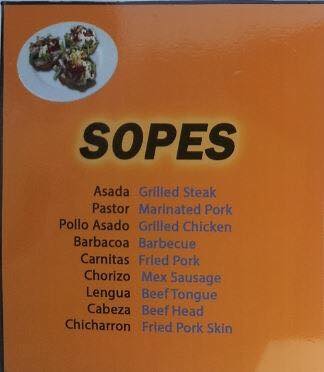 SOPES
Asada Grilled Steak
Pastor Marinated Pork
Pollo Asado Grilled Chicken
Barbacoa Barbecue
Carnitas Fried Pork
Chorizo Mex Sausage
Lengua Beef Tongue
Cabeza Beef Head
Chicharron Fried Pork Skin